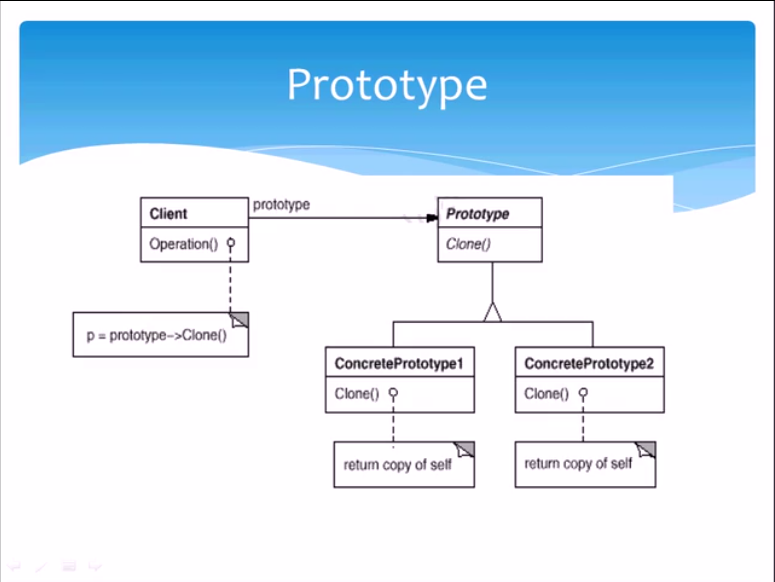 Prototype
Client
prototype
Prototype
Operation()
Clone()
p = prototype->Clone()
ConcretePrototype1
ConcretePrototype2
Clone()
Clone()
return copy of self
return copy of self